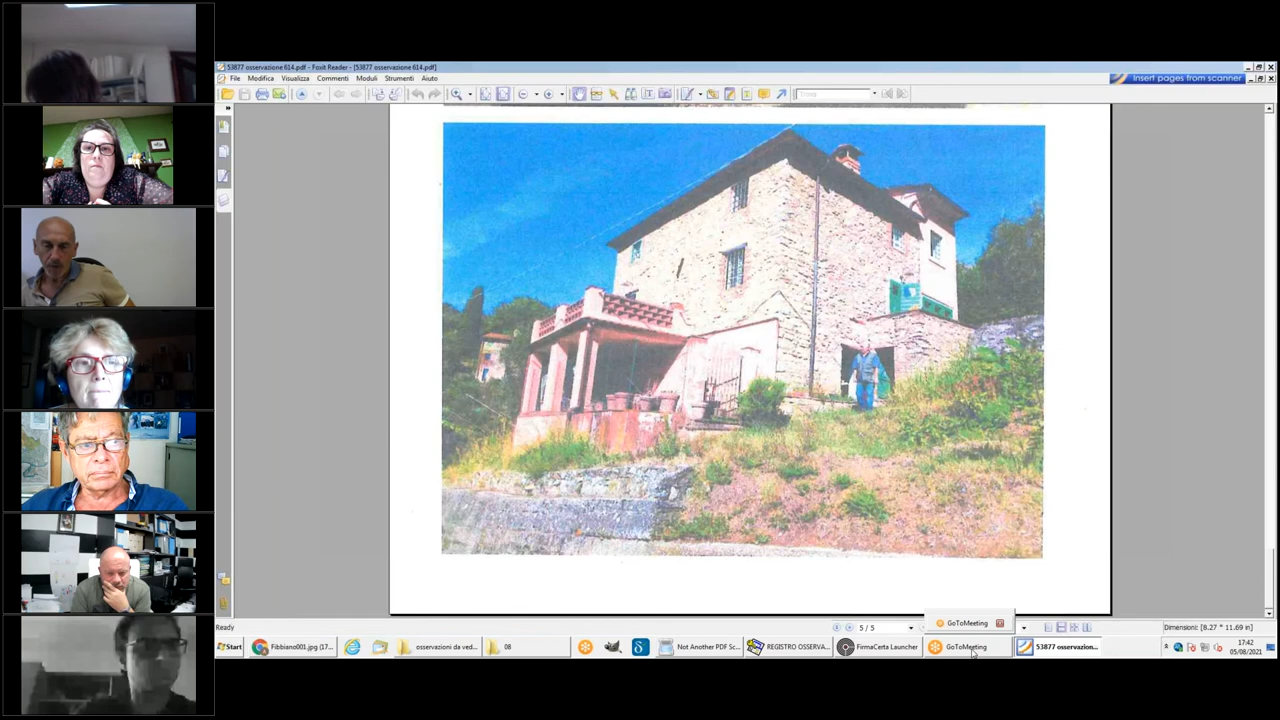 53877 osservazione 614.pdf - Foxit Reader - [53877 osservazione 614.pdf]
File Modifica Visualizza Commenti Moduli Strumenti Aiuto
Insert pages from scanner
Trova
Ready
5 / 5
GoToMeeting
Dimensioni: [8.27 * 11.69 in]
Start
Fibbiano001.jpg (17...
osservazioni da ved...
08
Not Another PDF Sc...
REGISTRO OSSERVA...
FirmaCerta Launcher
GoToMeeting
53877 osservazion...
17:42
05/08/2021